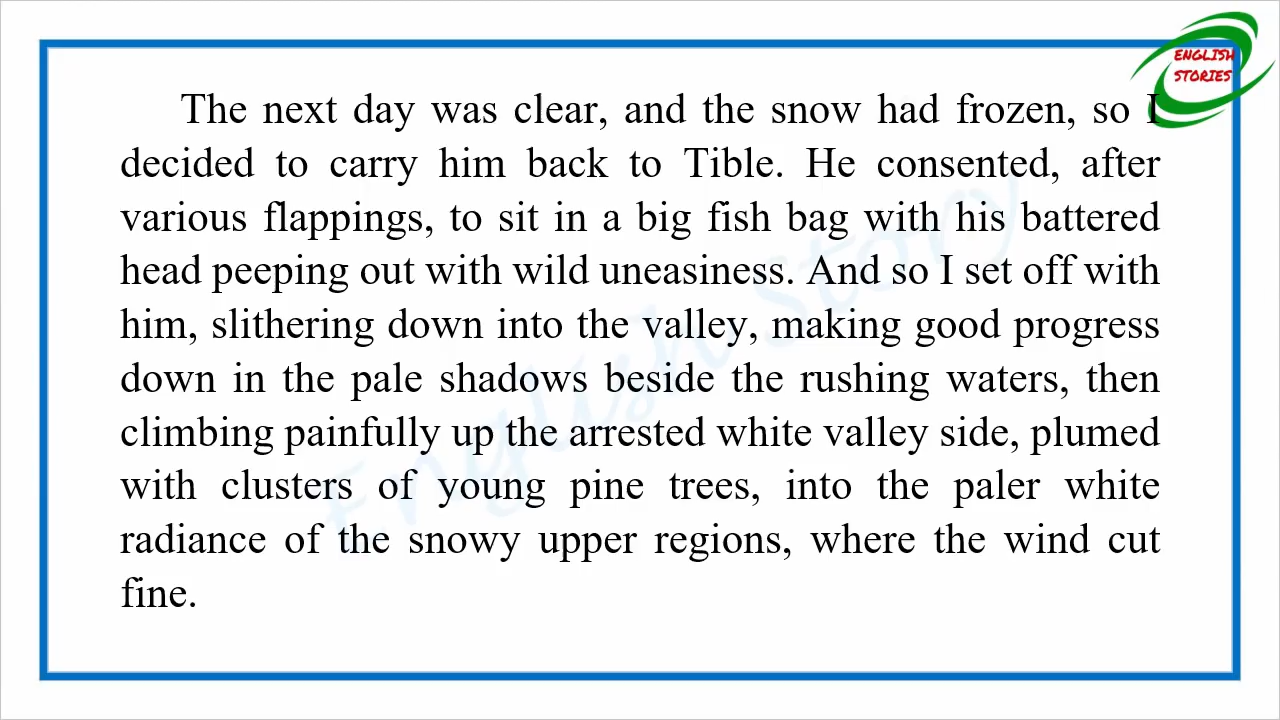 ENGLISH
STORIES
The next day was clear, and the snow had frozen, so I
decided to carry him back to Tible. He consented, after
various flappings, to sit in a big fish bag with his battered
head peeping out with wild uneasiness. And so I set off with
him, slithering down into the valley, making good progress
down in the pale shadows beside the rushing waters, then
climbing painfully up the arrested white valley side, plumed
with clusters of young pine trees, into the paler white
radiance of the snowy upper regions, where the wind cut
fine.
English Story